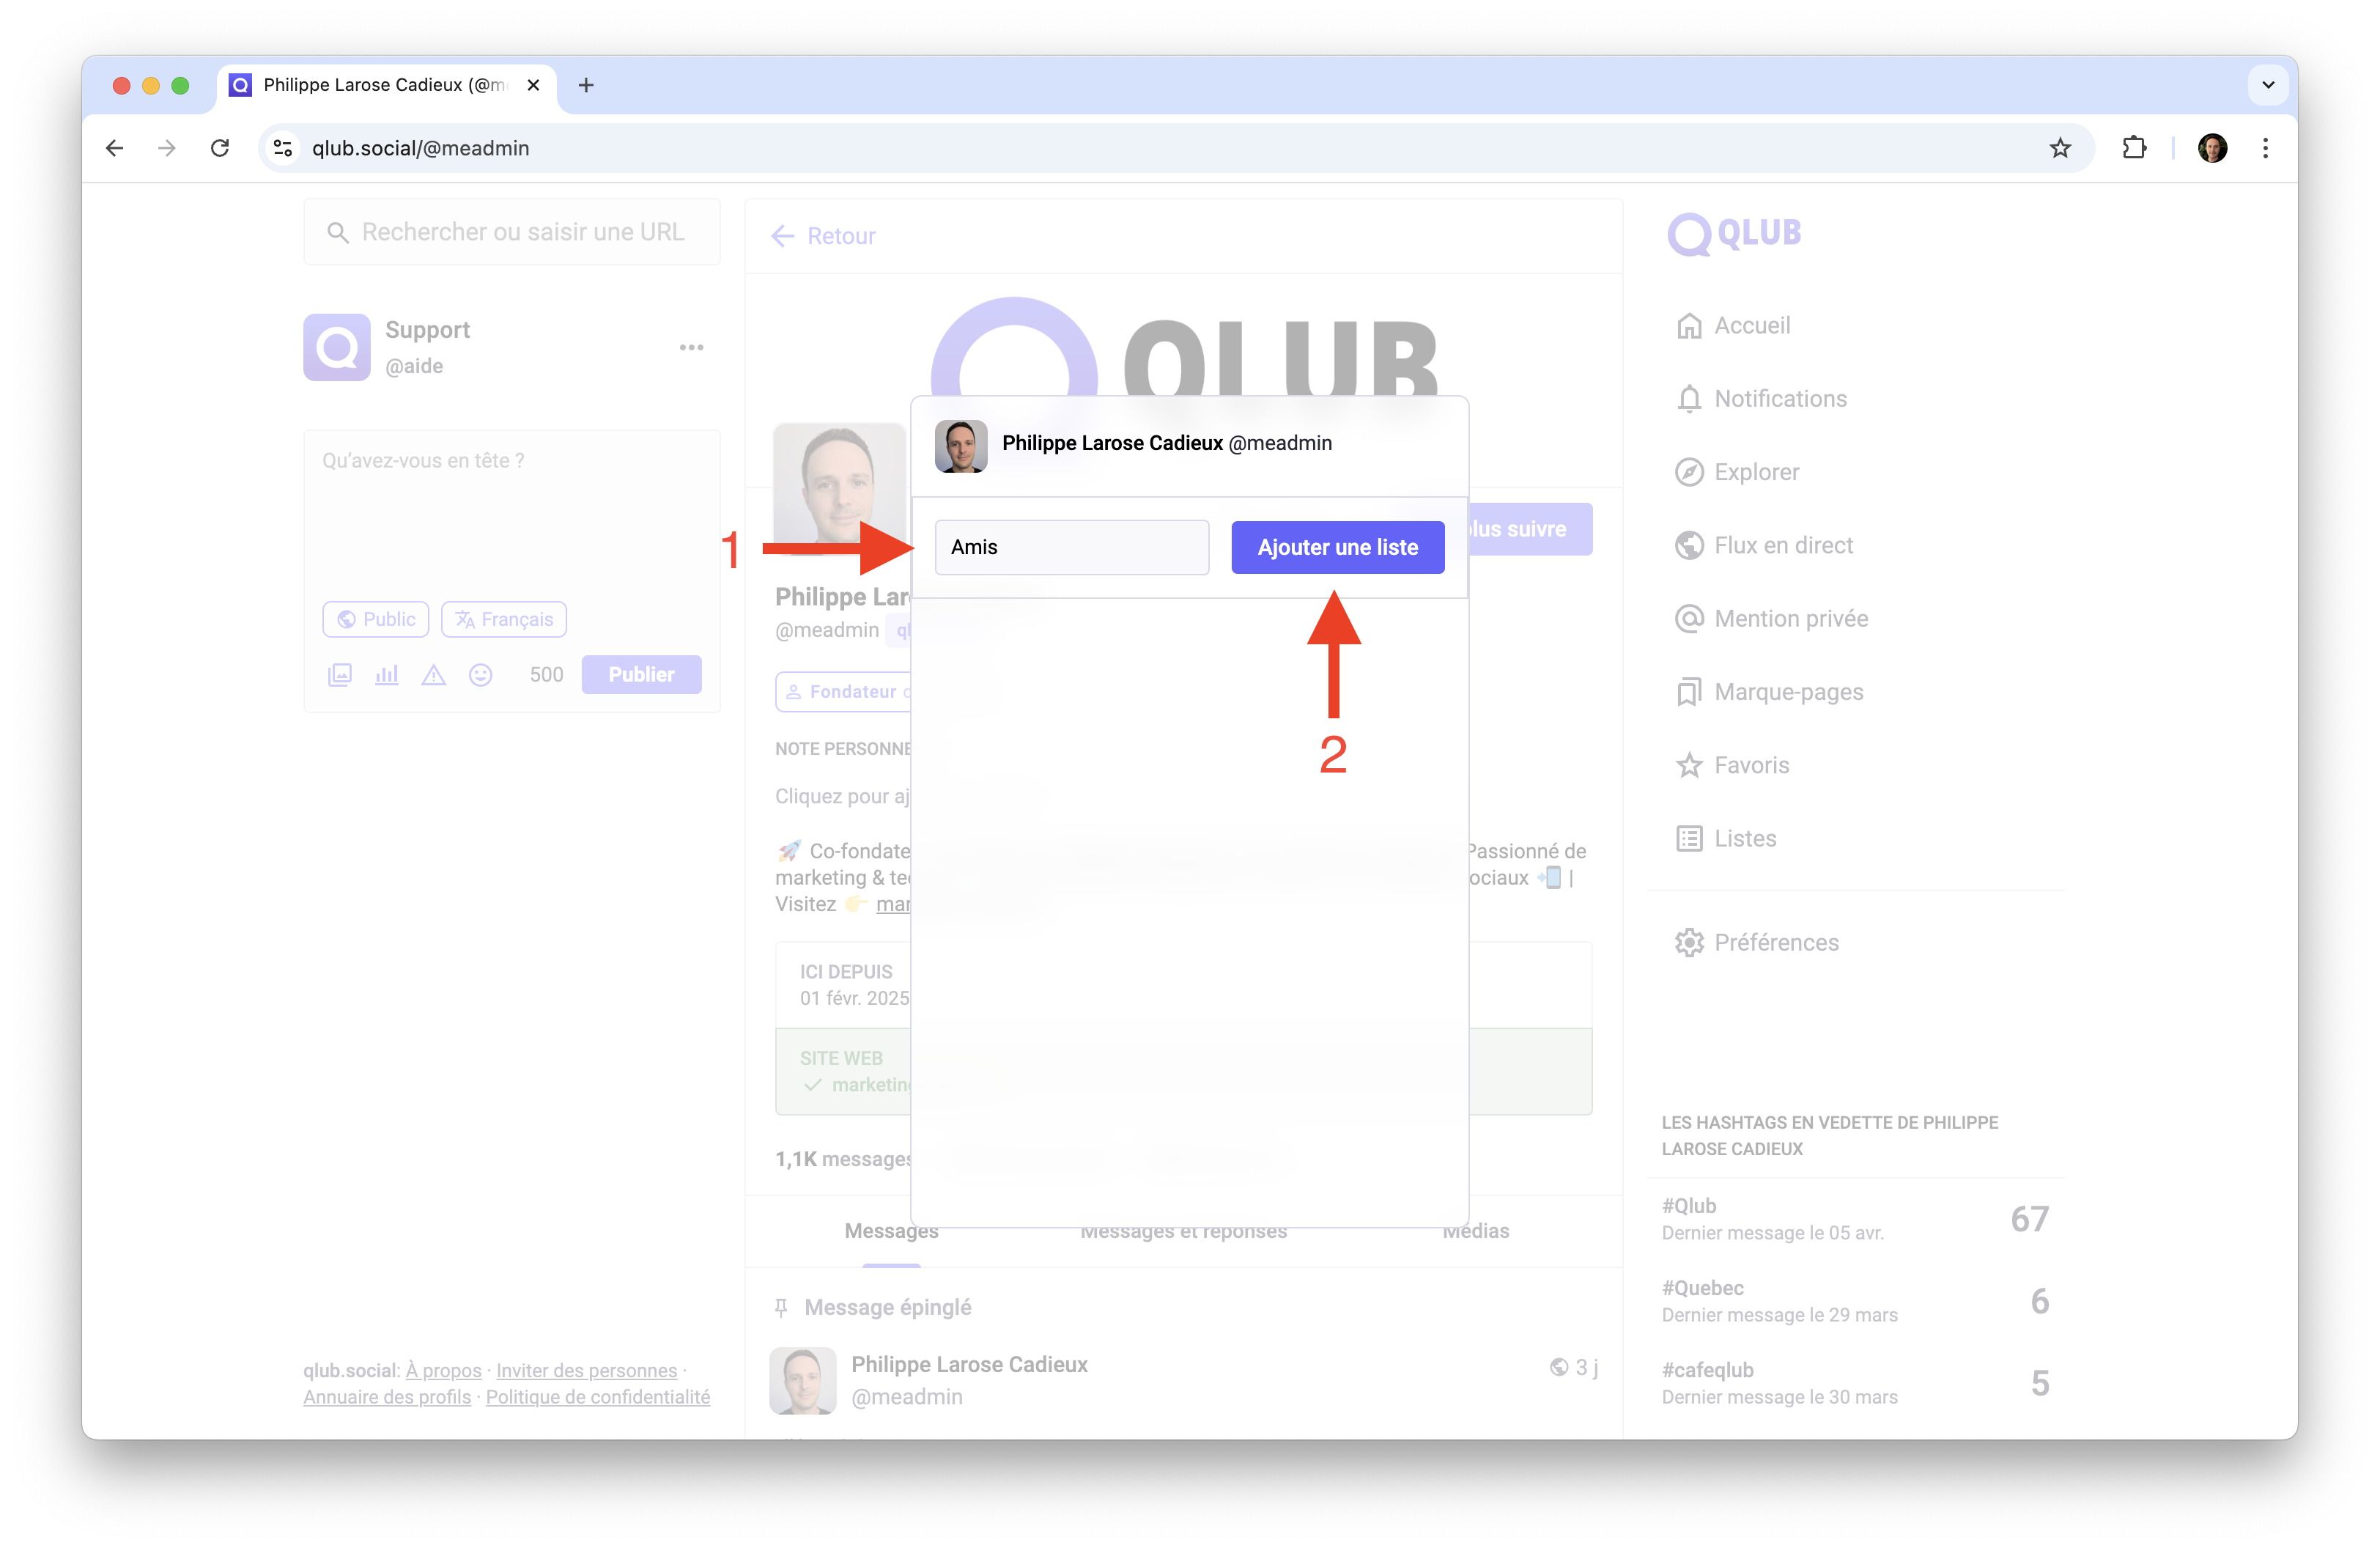 Philippe Larose Cadieux (@m
qlub.social/@meadmin
Rechercher ou saisir une URL
Support
@aide
Qu'avez-vous en tête ?
Public
Français
500
Publier
qlub.social: À propos · Inviter des personnes ·
Annuaire des profils · Politique de confidentialité
Retour
QLUB
Philippe Larose Cadieux @meadmin
1
Amis
Ajouter une liste
2
plus suivre
Philippe Lar
@meadmin
Fondateur
NOTE PERSONNE
Cliquez pour aj
🚀 Co-fondate
Passionné de
marketing & te
ociaux 📲 |
Visitez 👉 mar
ICI DEPUIS
01 févr. 2025
SITE WEB
marketing
1,1K messages
Messages
Messages et réponses
Médias
Message épinglé
Philippe Larose Cadieux
@meadmin
3 j
QLUB
Accueil
Notifications
Explorer
Flux en direct
Mention privée
Marque-pages
Favoris
Listes
Préférences
LES HASHTAGS EN VEDETTE DE PHILIPPE
LAROSE CADIEUX
#Qlub
Dernier message le 05 avr.
67
#Quebec
Dernier message le 29 mars
6
#cafeqlub
Dernier message le 30 mars
5